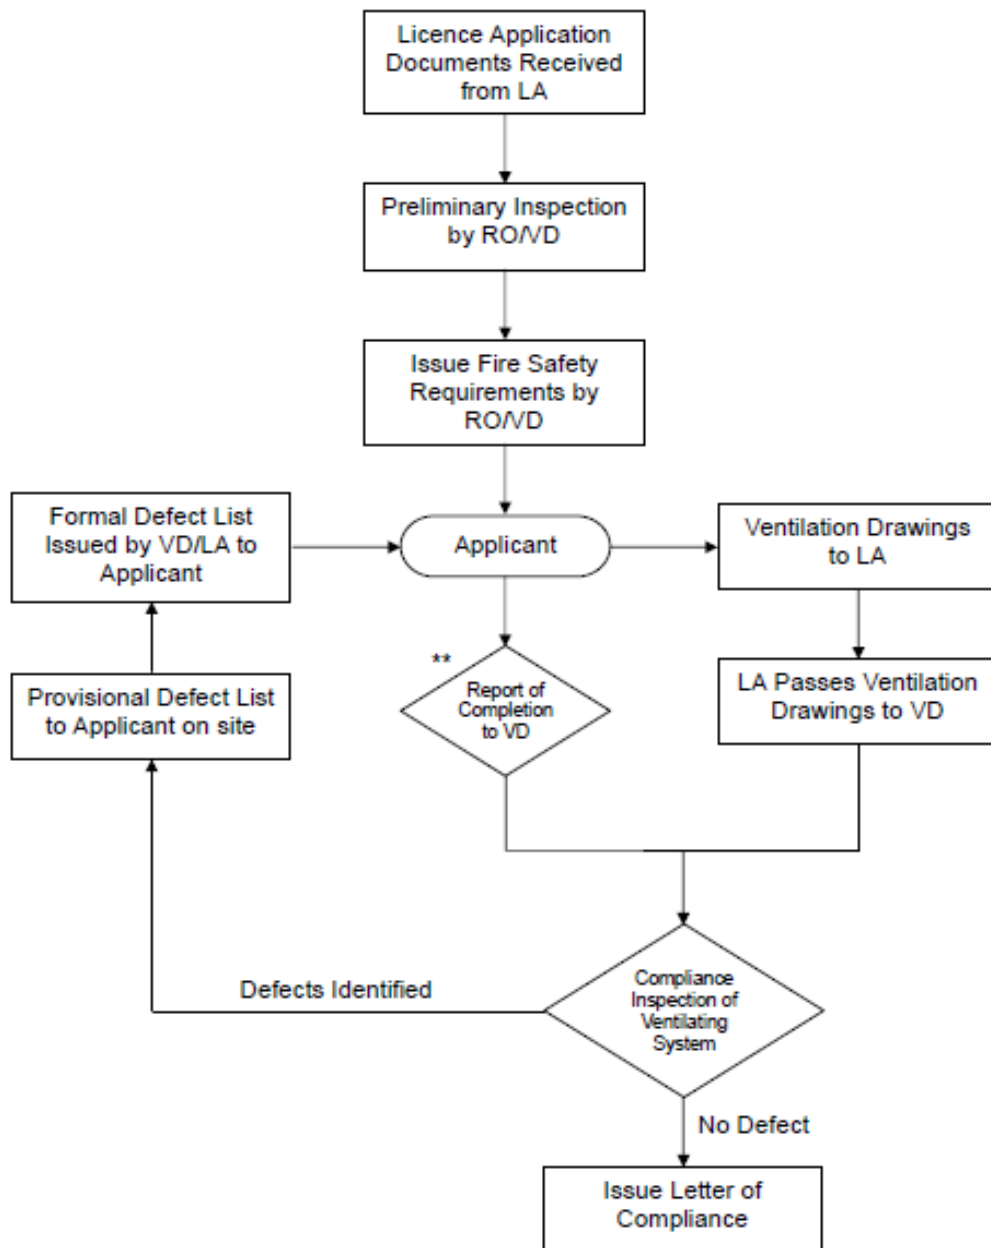 Licence Application
Documents Received
from LA
Preliminary Inspection
by RO/VD
Issue Fire Safety
Requirements by
RO/VD
Formal Defect List
Issued by VD/LA to
Applicant
Applicant
Ventilation Drawings
to LA
**
Report of
Completion
to VD
Provisional Defect List
to Applicant on site
LA Passes Ventilation
Drawings to VD
Defects Identified
Compliance
Inspection of
Ventilating
System
No Defect
Issue Letter of
Compliance